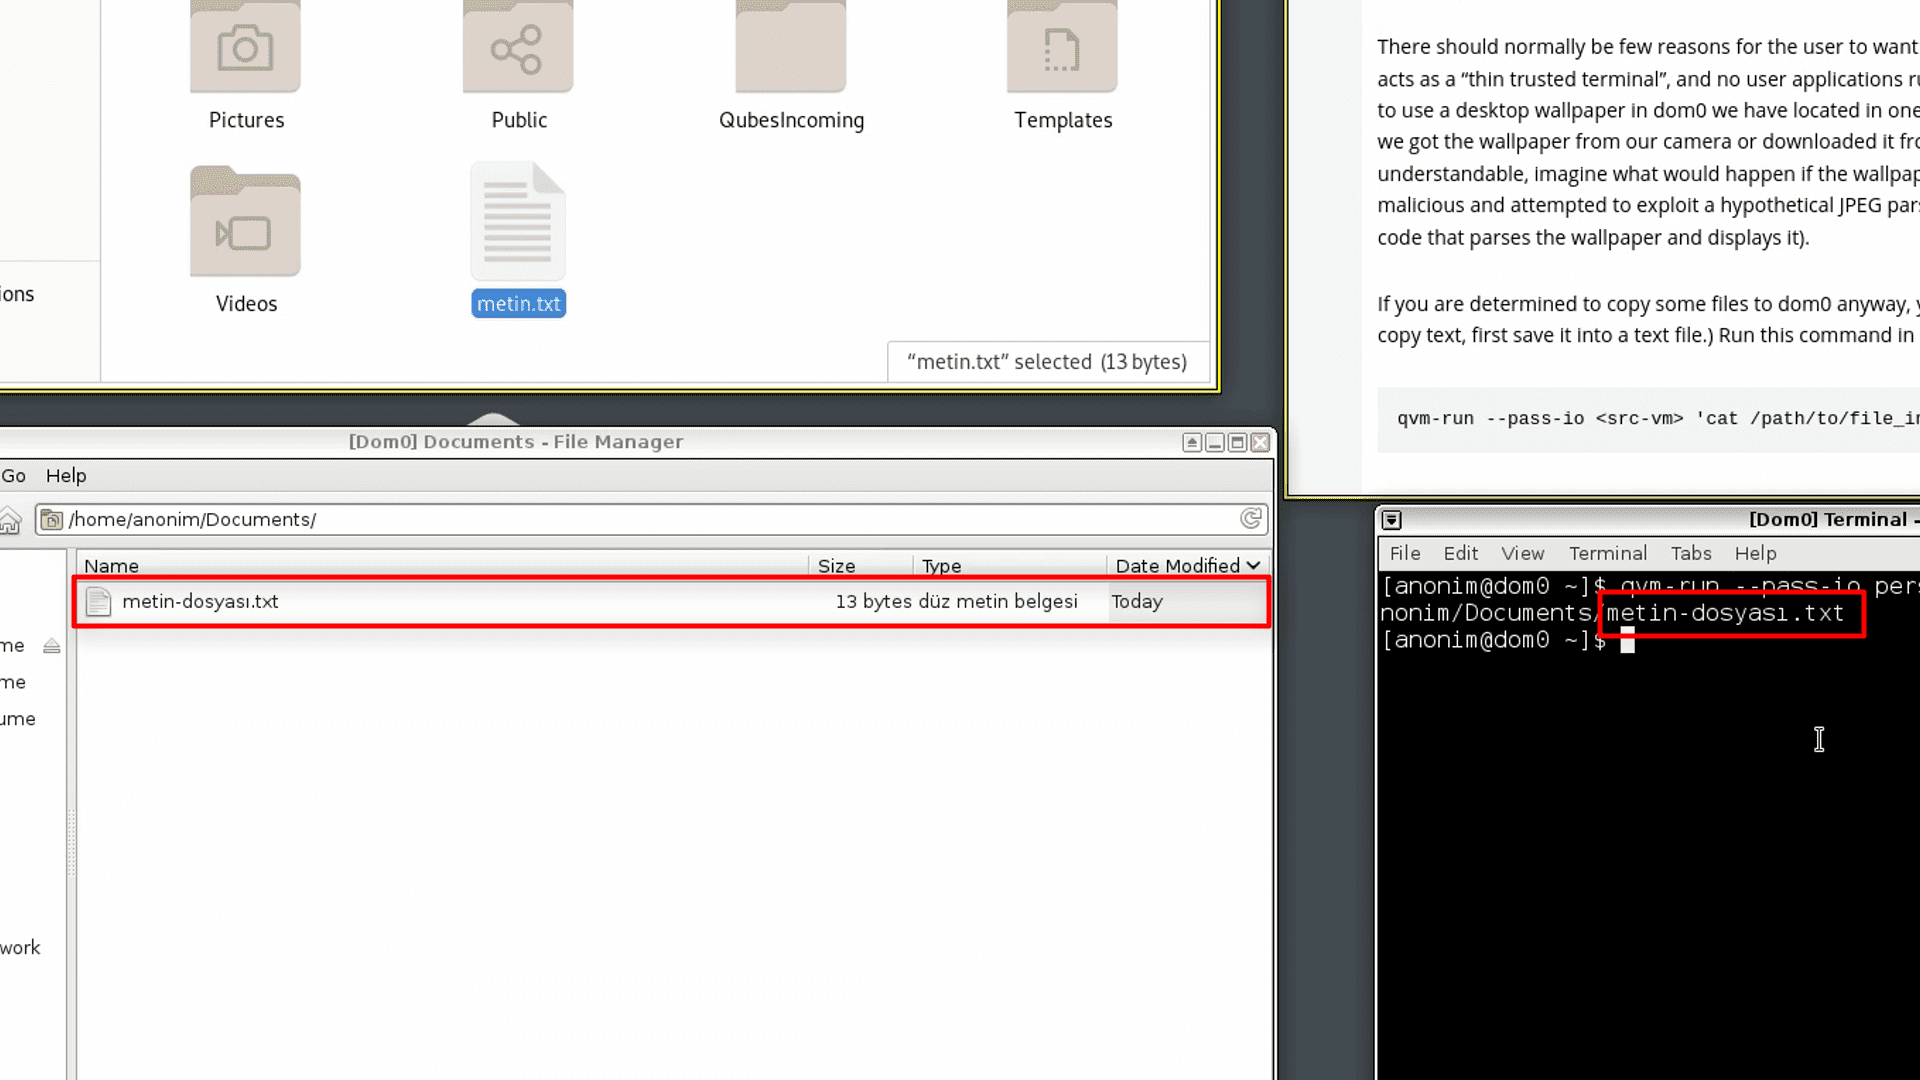 Pictures
Public
QubesIncoming
Templates
Videos
metin.txt
ions
“metin.txt” selected (13 bytes)
There should normally be few reasons for the user to want
acts as a “thin trusted terminal”, and no user applications
to use a desktop wallpaper in dom0 we have located in one
we got the wallpaper from our camera or downloaded it
understandable, imagine what would happen if the
malicious and attempted to exploit a hypothetical JPEG
code that parses the wallpaper and displays it).
If you are determined to copy some files to dom0 anyway,
copy text, first save it into a text file.) Run this command in
qvm-run --pass-io <src-vm> 'cat /path/to/file_in
[Dom0] Documents - File Manager
Go Help
/home/anonim/Documents/
Name Size Type Date Modified
metin-dosyası.txt 13 bytes düz metin belgesi Today
me
me
ume
work
[Dom0] Terminal -
File Edit View Terminal Tabs Help
[anonim@dom0 ~]$ qvm-run --pass-io pers
nonim/Documents/metin-dosyası.txt
[anonim@dom0 ~]$